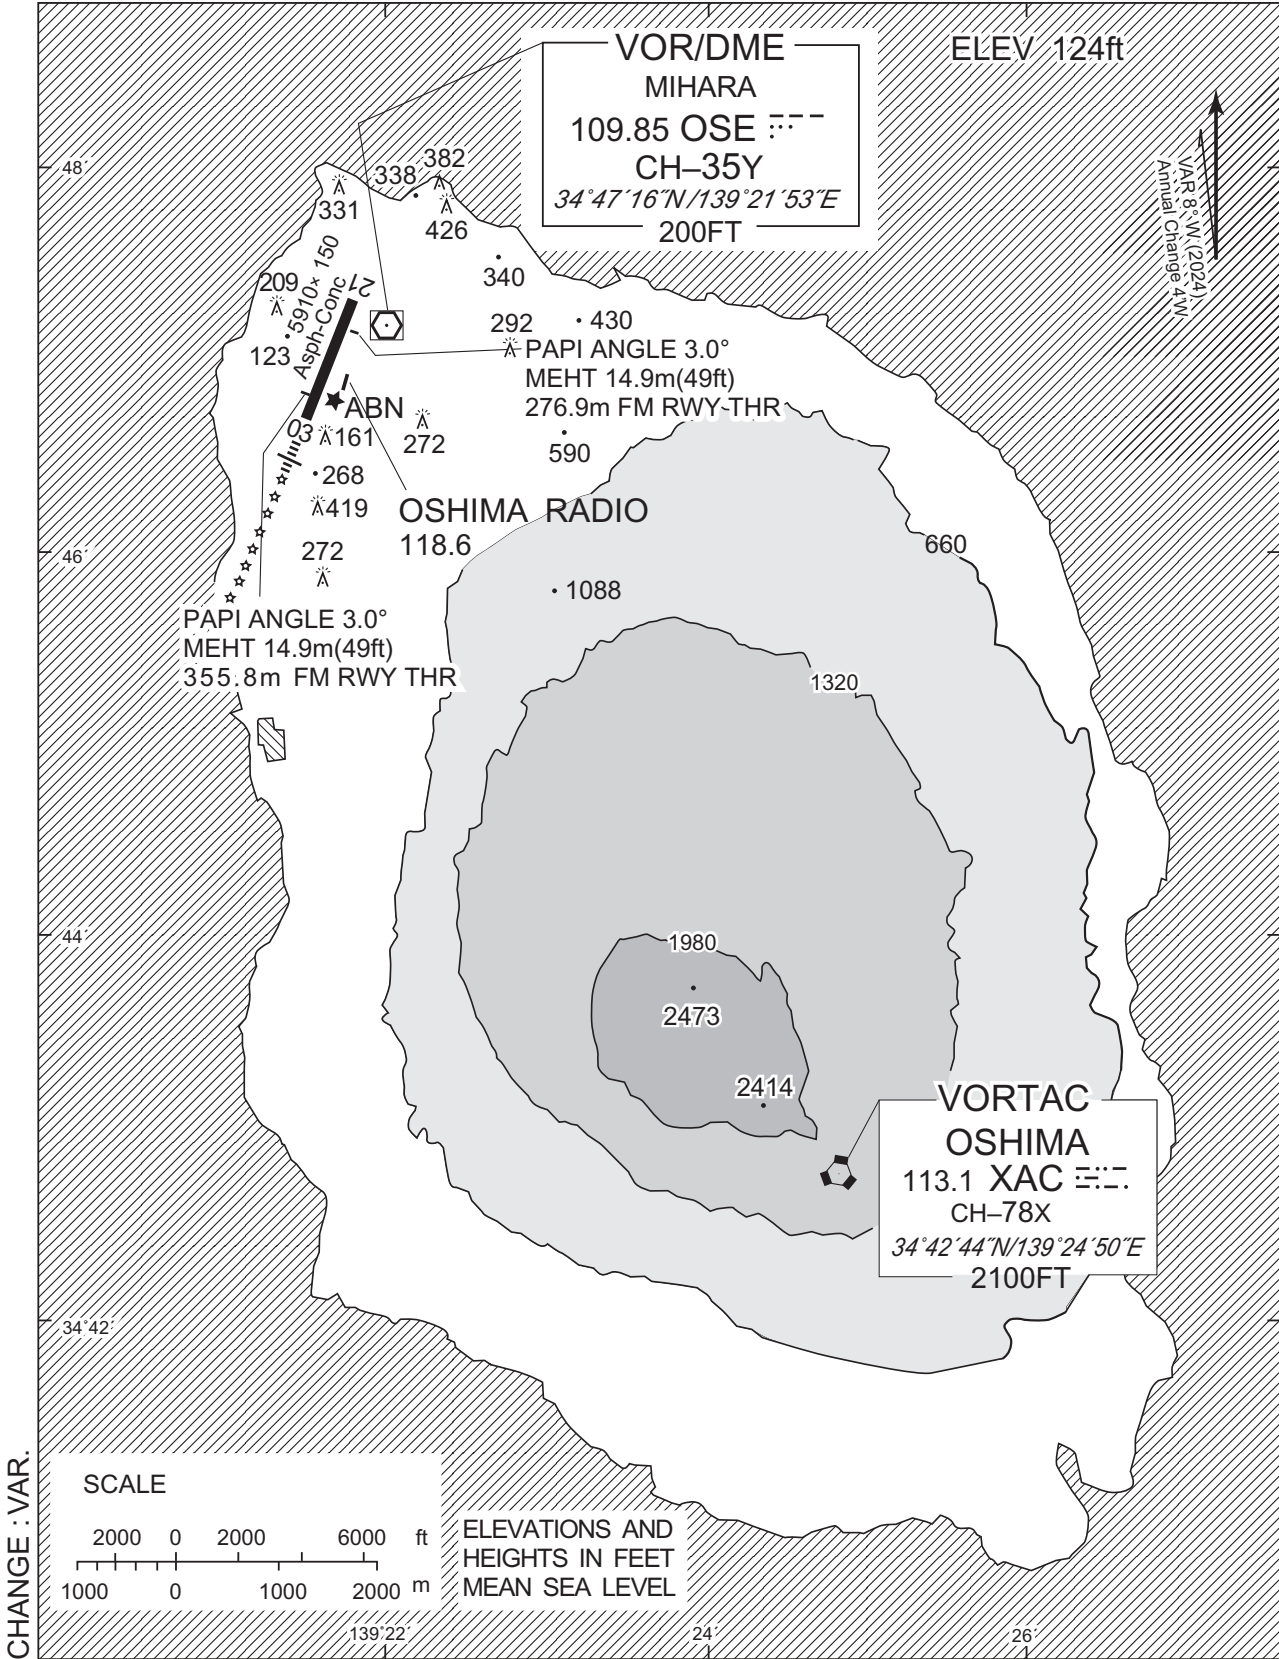 VOR/DME
MIHARA
109.85 OSE
CH–35Y
34°47´16˝N/139°21´53˝E
200FT
ELEV 124ft
VAR 8° W (2024)
Annual Change 4´W
48´
338
382
331
426
340
209
5910× 150
Asph-Conc
21
123
292
430
PAPI ANGLE 3.0°
MEHT 14.9m(49ft)
276.9m FM RWY THR
ABN
03
161
272
590
268
419
OSHIMA RADIO
118.6
46´
272
660
1088
PAPI ANGLE 3.0°
MEHT 14.9m(49ft)
355.8m FM RWY THR
1320
44´
1980
2473
2414
VORTAC
OSHIMA
113.1 XAC
CH–78X
34°42´44˝N/139°24´50˝E
2100FT
34°42´
SCALE
2000 0 2000 6000 ft
1000 0 1000 2000 m
ELEVATIONS AND
HEIGHTS IN FEET
MEAN SEA LEVEL
139°22´
24´
26´
CHANGE : VAR.